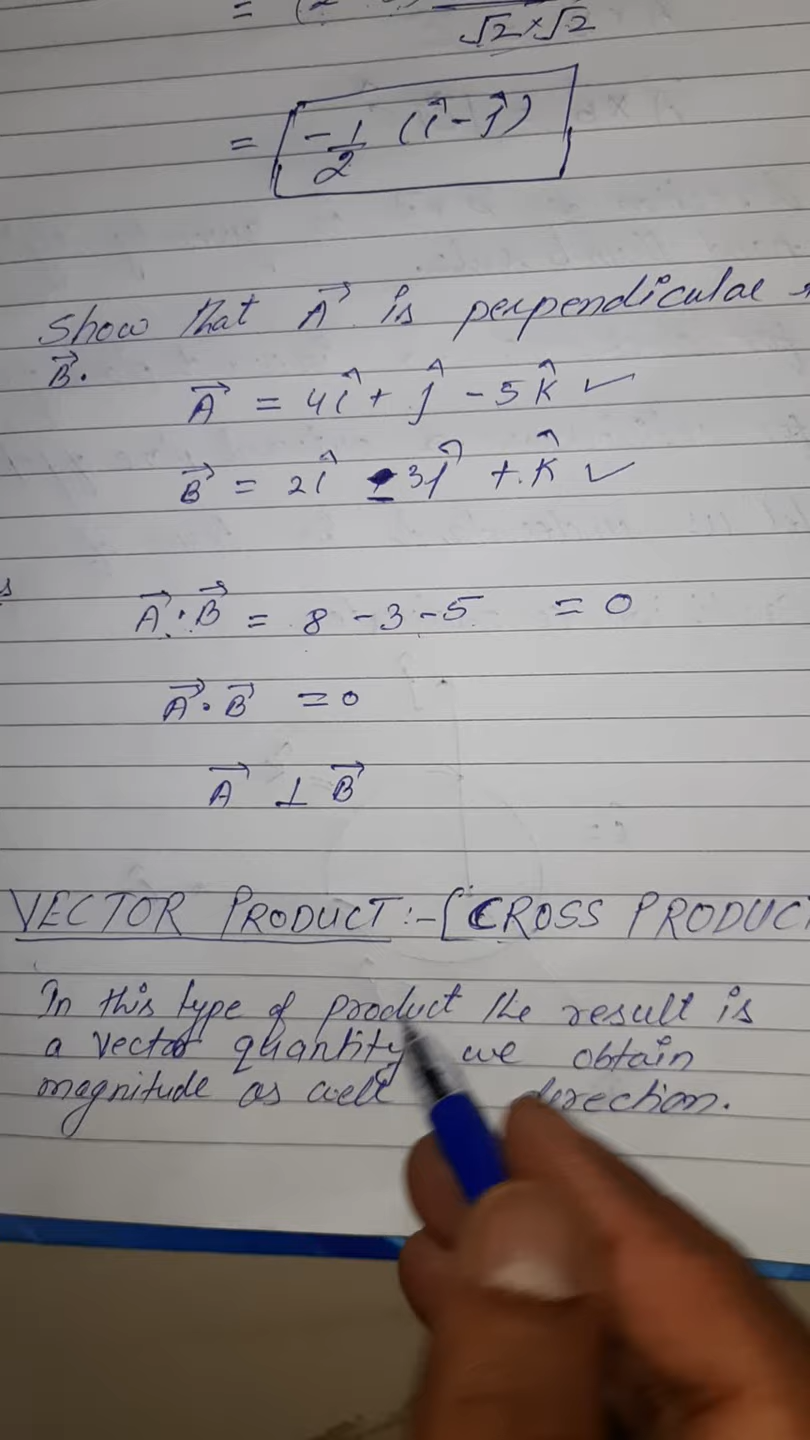 =
√2 × √2
= -1/2 (î - ĵ)
Show that A⃗ is perpendicular
B⃗.
A⃗ = 4î + ĵ - 5k̂ ✓
B⃗ = 2î - 3ĵ + k̂ ✓
A⃗ . B⃗ = 8 - 3 - 5 = 0
A⃗ . B⃗ = 0
A⃗ ⊥ B⃗
VECTOR PRODUCT :- [CROSS PRODUC
In this type of product the result is
a vector quantity we obtain
magnitude as well direction.